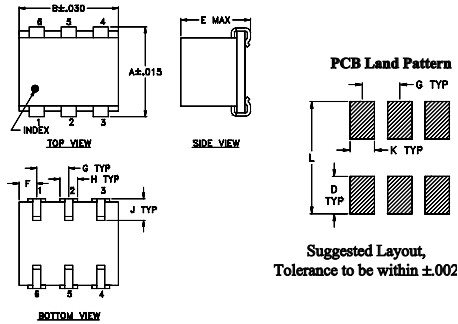 B±.030
E MAX
6 5 4
A±.015
INDEX
1 2 3
TOP VIEW
SIDE VIEW
PCB Land Pattern
G TYP
L
K TYP
D TYP
Suggested Layout,
Tolerance to be within ±.002
G TYP
H TYP
F
1 2 3
J TYP
6 5 4
BOTTOM VIEW